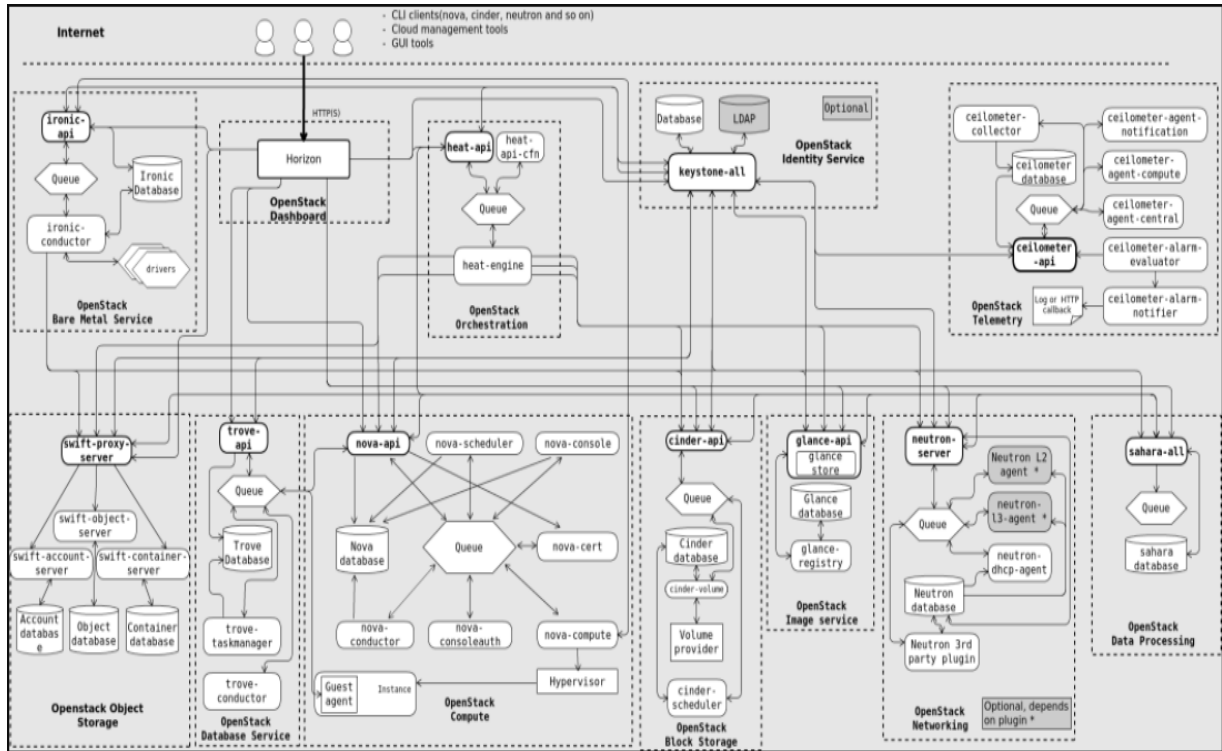 Internet
- CLI clients(nova, cinder, neutron and so on)
- Cloud management tools
- GUI tools
HTTP(S)
ironic-
api
Queue
Ironic
Database
ironic-
conductor
drivers
OpenStack
Bare Metal Service
Horizon
OpenStack
Dashboard
heat-api
heat-
api-cfn
Queue
heat-engine
OpenStack
Orchestration
Database
LDAP
Optional
OpenStack
Identity Service
keystone-all
ceilometer-
collector
ceilometer-agent-
notification
ceilometer
database
ceilometer-
agent-compute
Queue
ceilometer-
agent-central
ceilometer
-api
ceilometer-alarm-
evaluator
Log or HTTP
callback
ceilometer-alarm-
notifier
OpenStack
Telemetry
swift-proxy-
server
swift-object-
server
swift-account-
server
swift-container-
server
Account
databas
e
Object
database
Container
database
Openstack Object
Storage
trove-
api
Queue
Trove
Database
trove-
taskmanager
trove-
conductor
OpenStack
Database Service
nova-api
nova-scheduler
nova-console
Nova
database
Queue
nova-cert
nova-
conductor
nova-
consoleauth
nova-compute
Guest
agent
Instance
Hypervisor
OpenStack
Compute
cinder-api
Queue
Cinder
database
cinder-volume
Volume
provider
cinder-
scheduler
OpenStack
Block Storage
glance-api
glance
store
Glance
database
glance-
registry
OpenStack
Image service
neutron-
server
Neutron L2
agent *
Queue
neutron-
l3-agent *
neutron-
dhcp-agent
Neutron
database
Neutron 3rd
party plugin
OpenStack
Networking
Optional, depends
on plugin *
sahara-all
Queue
sahara
database
OpenStack
Data Processing